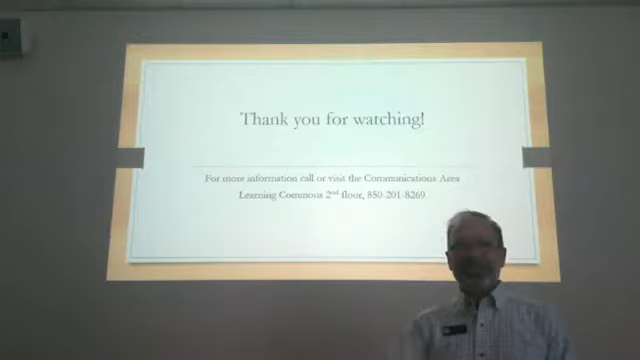 Thank you for watching!
For more information call or visit the Communications Area
Learning Commons 2nd floor, 850-201-8269